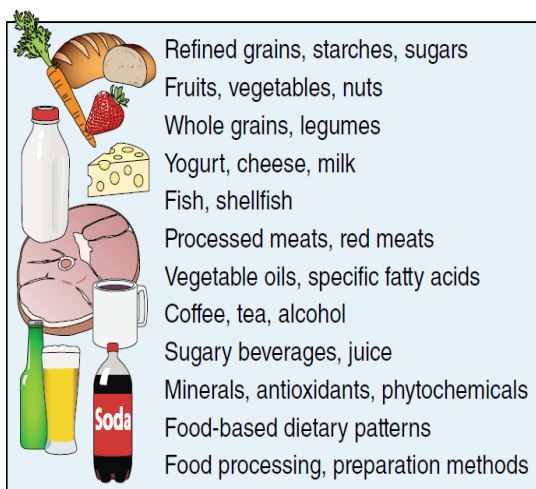 Refined grains, starches, sugars
Fruits, vegetables, nuts
Whole grains, legumes
Yogurt, cheese, milk
Fish, shellfish
Processed meats, red meats
Vegetable oils, specific fatty acids
Coffee, tea, alcohol
Sugary beverages, juice
Minerals, antioxidants, phytochemicals
Food-based dietary patterns
Food processing, preparation methods
Soda